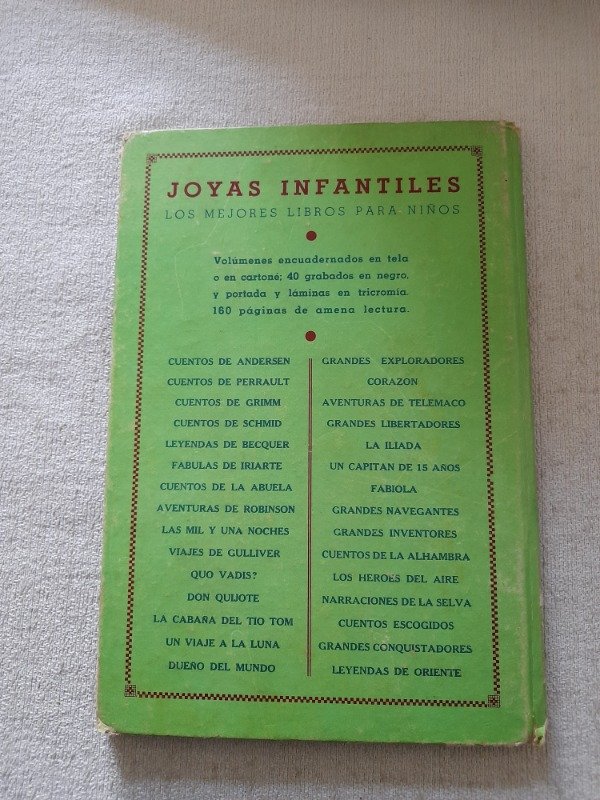 JOYAS INFANTILES
LOS MEJORES LIBROS PARA NIÑOS
Volúmenes encuadernados en tela
o en cartoné; 40 grabados en negro,
y portada y láminas en tricromía.
160 páginas de amena lectura.
CUENTOS DE ANDERSEN
CUENTOS DE PERRAULT
CUENTOS DE GRIMM
CUENTOS DE SCHMID
LEYENDAS DE BECQUER
FABULAS DE IRIARTE
CUENTOS DE LA ABUELA
AVENTURAS DE ROBINSON
LAS MIL Y UNA NOCHES
VIAJES DE GULLIVER
QUO VADIS?
DON QUIJOTE
LA CABAÑA DEL TIO TOM
UN VIAJE A LA LUNA
DUEÑO DEL MUNDO
GRANDES EXPLORADORES
CORAZON
AVENTURAS DE TELEMACO
GRANDES LIBERTADORES
LA ILIADA
UN CAPITAN DE 15 AÑOS
FABIOLA
GRANDES NAVEGANTES
GRANDES INVENTORES
CUENTOS DE LA ALHAMBRA
LOS HEROES DEL AIRE
NARRACIONES DE LA SELVA
CUENTOS ESCOGIDOS
GRANDES CONQUISTADORES
LEYENDAS DE ORIENTE